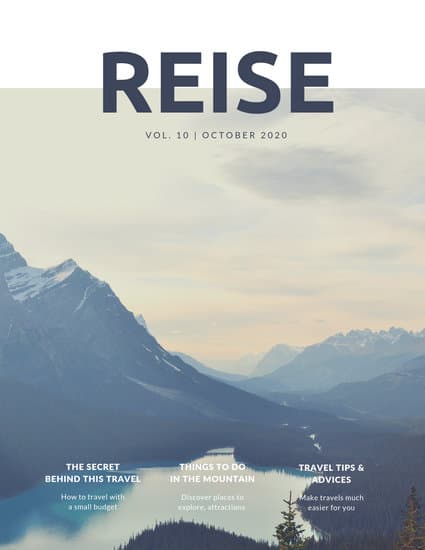 REISE
VOL. 10 | OCTOBER 2020
THE SECRET
BEHIND THIS TRAVEL
How to travel with
a small budget
THINGS TO DO
IN THE MOUNTAIN
Discover places to
explore, attractions
TRAVEL TIPS &
ADVICES
Make travels much
easier for you